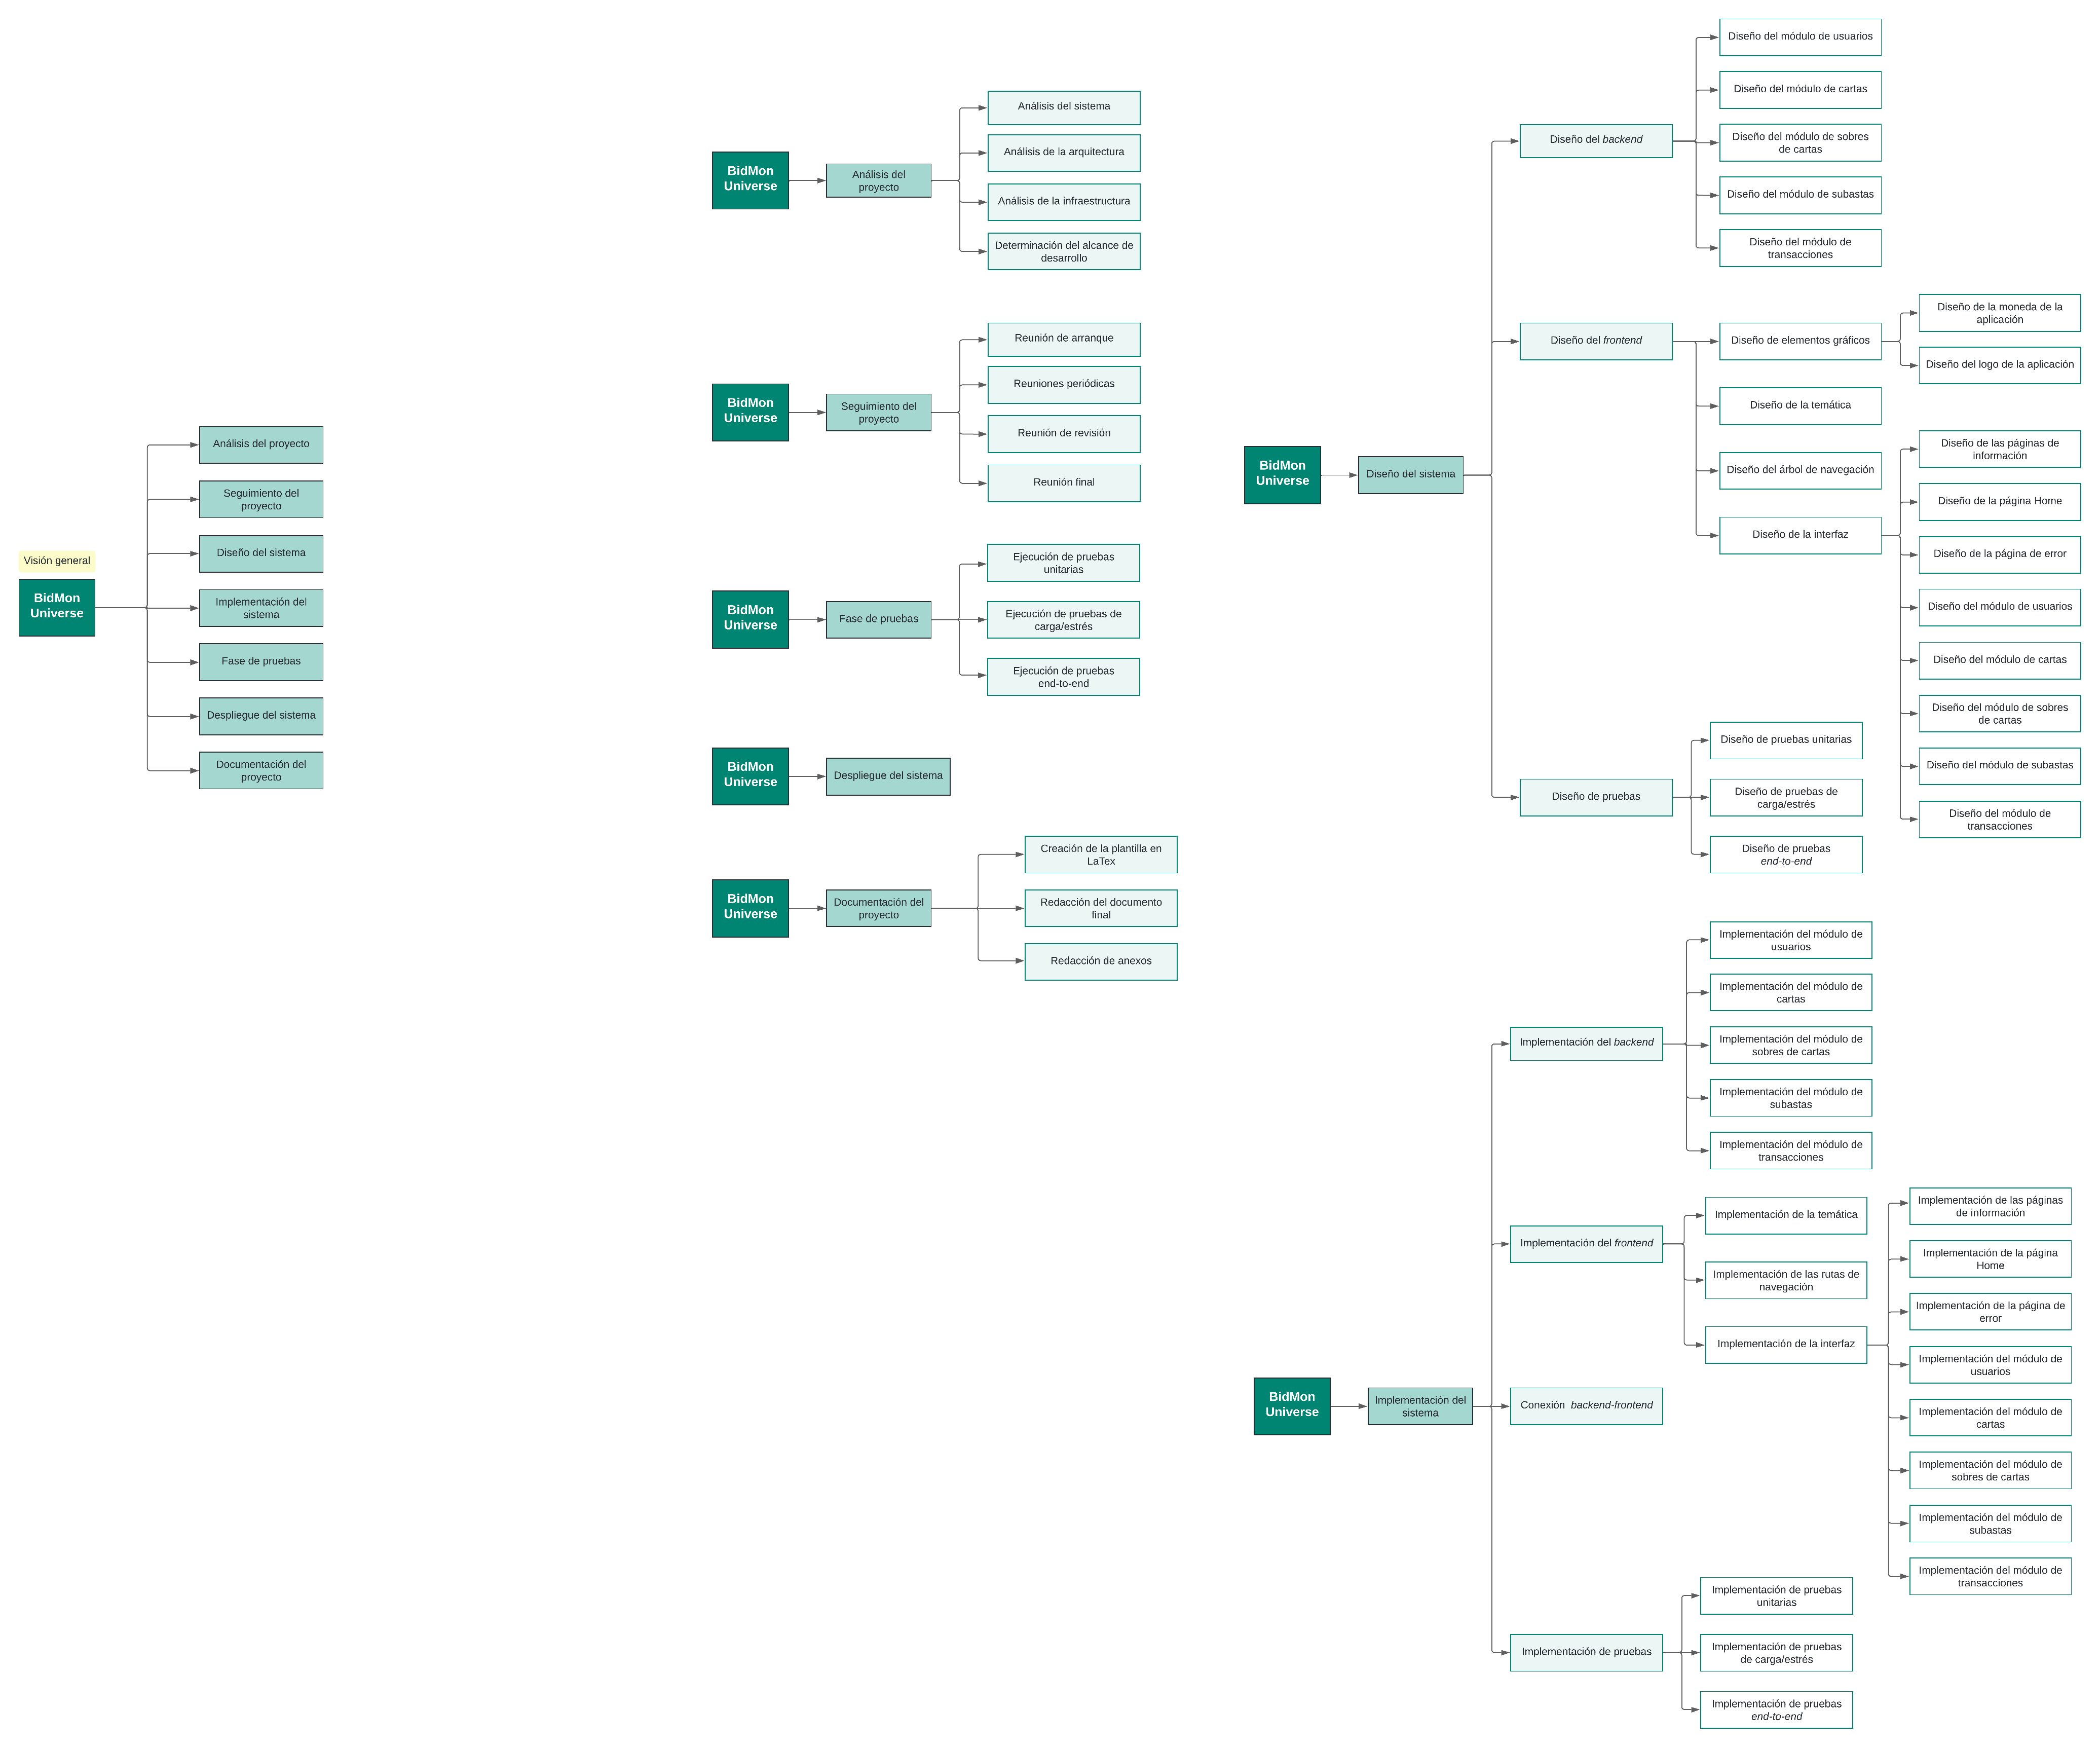 Visión general
BidMon
Universe
Análisis del proyecto
Seguimiento del
proyecto
Diseño del sistema
Implementación del
sistema
Fase de pruebas
Despliegue del sistema
Documentación del
proyecto
BidMon
Universe
Análisis del
proyecto
Análisis del sistema
Análisis de la arquitectura
Análisis de la infraestructura
Determinación del alcance de
desarrollo
BidMon
Universe
Seguimiento del
proyecto
Reunión de arranque
Reuniones periódicas
Reunión de revisión
Reunión final
BidMon
Universe
Fase de pruebas
Ejecución de pruebas
unitarias
Ejecución de pruebas de
carga/estrés
Ejecución de pruebas
end-to-end
BidMon
Universe
Despliegue del sistema
BidMon
Universe
Documentación del
proyecto
Creación de la plantilla en
LaTex
Redacción del documento
final
Redacción de anexos
BidMon
Universe
Diseño del sistema
Diseño del backend
Diseño del módulo de usuarios
Diseño del módulo de cartas
Diseño del módulo de sobres
de cartas
Diseño del módulo de subastas
Diseño del módulo de
transacciones
Diseño del frontend
Diseño de elementos gráficos
Diseño de la moneda de la
aplicación
Diseño del logo de la aplicación
Diseño de la temática
Diseño del árbol de navegación
Diseño de la interfaz
Diseño de las páginas de
información
Diseño de la página Home
Diseño de la página de error
Diseño del módulo de usuarios
Diseño del módulo de cartas
Diseño del módulo de sobres
de cartas
Diseño del módulo de subastas
Diseño del módulo de
transacciones
Diseño de pruebas
Diseño de pruebas unitarias
Diseño de pruebas de
carga/estrés
Diseño de pruebas
end-to-end
BidMon
Universe
Implementación del
sistema
Implementación del backend
Implementación del módulo de
usuarios
Implementación del módulo de
cartas
Implementación del módulo de
sobres de cartas
Implementación del módulo de
subastas
Implementación del módulo de
transacciones
Implementación del frontend
Implementación de la temática
Implementación de las rutas de
navegación
Implementación de la interfaz
Implementación de las páginas
de información
Implementación de la página
Home
Implementación de la página de
error
Implementación del módulo de
usuarios
Implementación del módulo de
cartas
Implementación del módulo de
sobres de cartas
Implementación del módulo de
subastas
Implementación del módulo de
transacciones
Conexión backend-frontend
Implementación de pruebas
Implementación de pruebas
unitarias
Implementación de pruebas
de carga/estrés
Implementación de pruebas
end-to-end